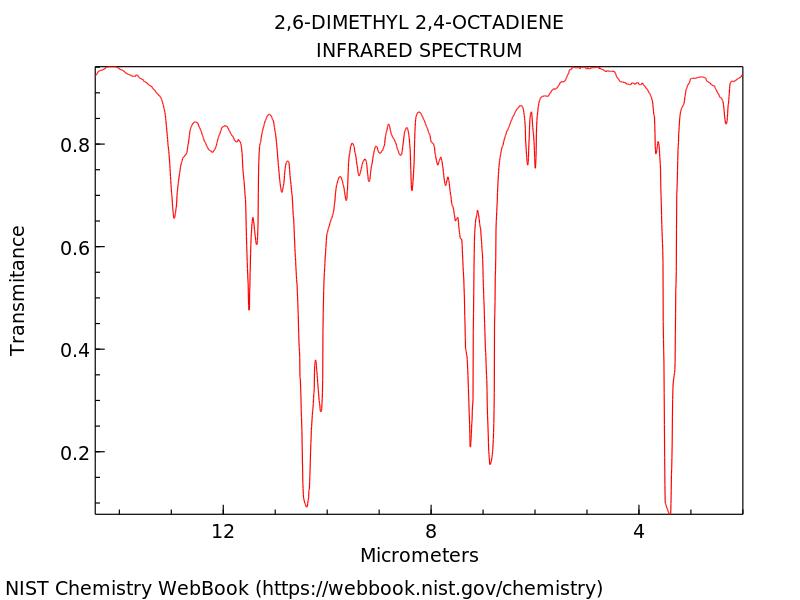 2,6-DIMETHYL 2,4-OCTADIENE
INFRARED SPECTRUM
0.8
0.6
0.4
0.2
Transmitance
12 8 4
Micrometers
NIST Chemistry WebBook (https://webbook.nist.gov/chemistry)